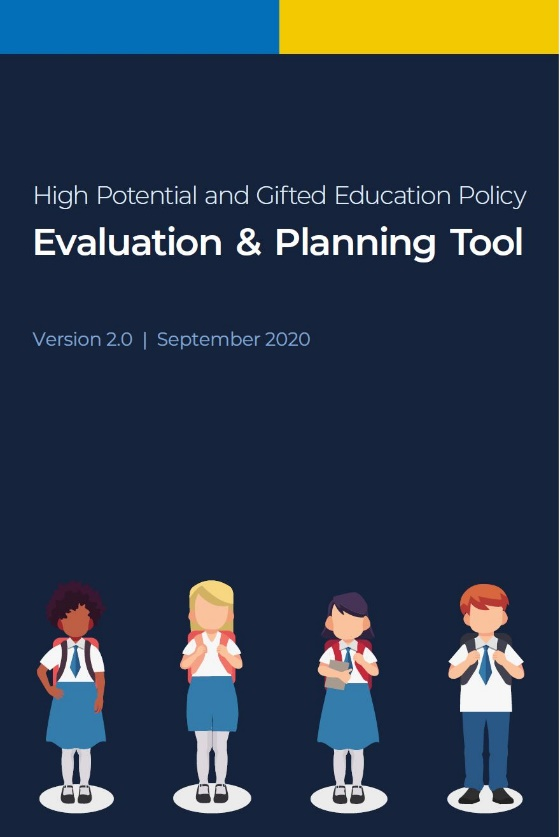 High Potential and Gifted Education Policy
Evaluation & Planning Tool
Version 2.0 | September 2020